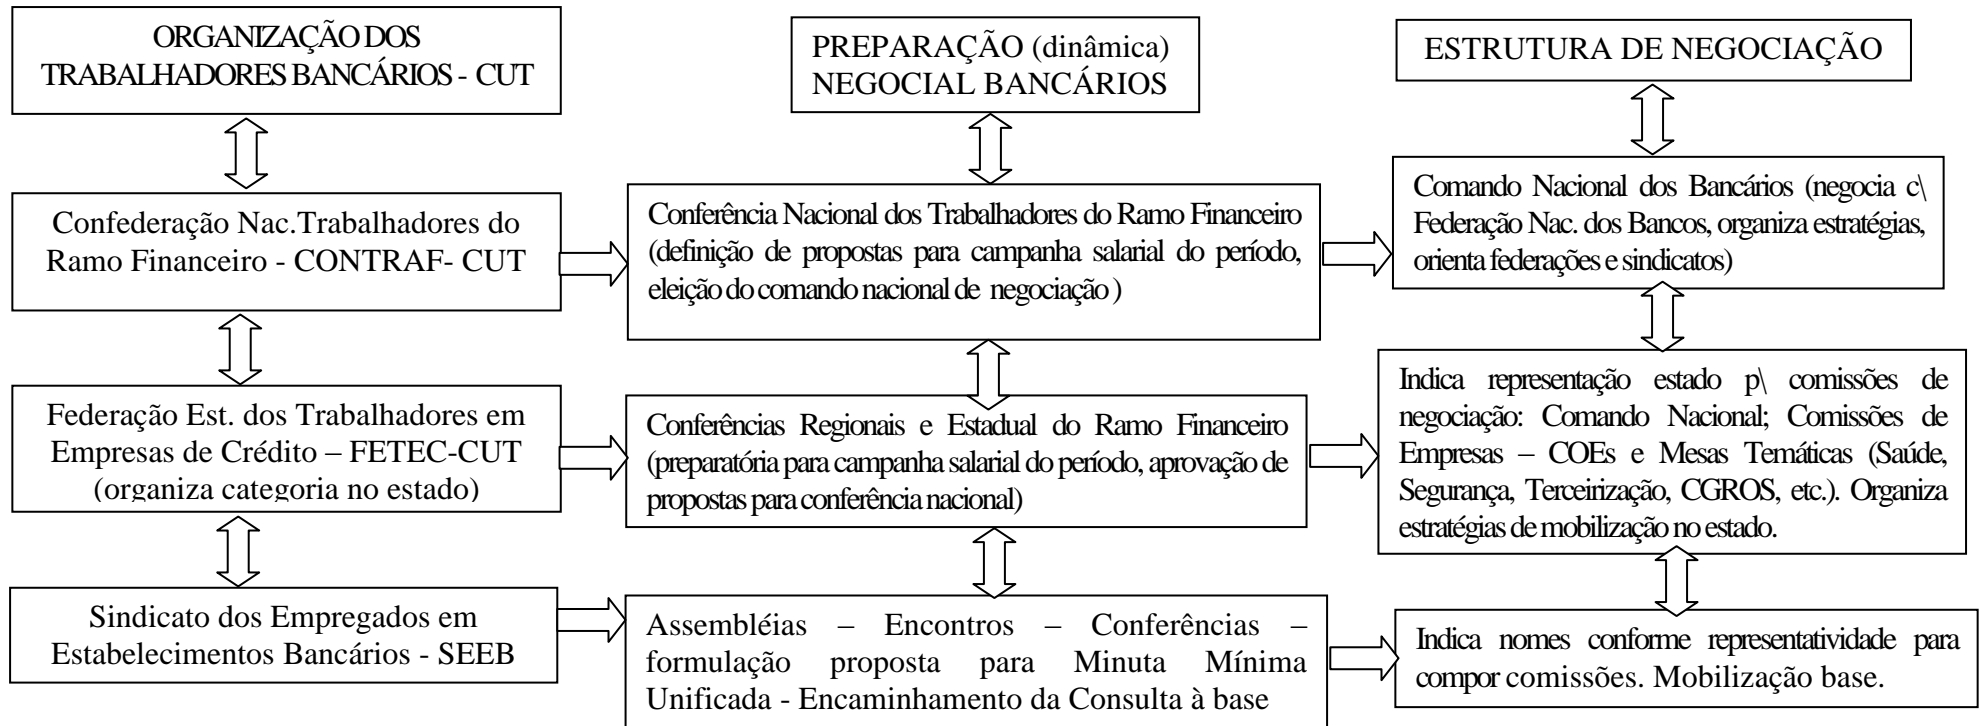 ORGANIZAÇÃO DOS
TRABALHADORES BANCÁRIOS - CUT
PREPARAÇÃO (dinâmica)
NEGOCIAL BANCÁRIOS
ESTRUTURA DE NEGOCIAÇÃO
Confederação Nac.Trabalhadores do
Ramo Financeiro - CONTRAF- CUT
Conferência Nacional dos Trabalhadores do Ramo Financeiro
(definição de propostas para campanha salarial do período,
eleição do comando nacional de negociação )
Comando Nacional dos Bancários (negocia c\
Federação Nac. dos Bancos, organiza estratégias,
orienta federações e sindicatos)
Federação Est. dos Trabalhadores em
Empresas de Crédito – FETEC-CUT
(organiza categoria no estado)
Conferências Regionais e Estadual do Ramo Financeiro
(preparatória para campanha salarial do período, aprovação de
propostas para conferência nacional)
Indica representação estado p\ comissões de
negociação: Comando Nacional; Comissões de
Empresas – COEs e Mesas Temáticas (Saúde,
Segurança, Terceirização, CGROS, etc.). Organiza
estratégias de mobilização no estado.
Sindicato dos Empregados em
Estabelecimentos Bancários - SEEB
Assembléias – Encontros – Conferências –
formulação proposta para Minuta Mínima
Unificada - Encaminhamento da Consulta à base
Indica nomes conforme representatividade para
compor comissões. Mobilização base.